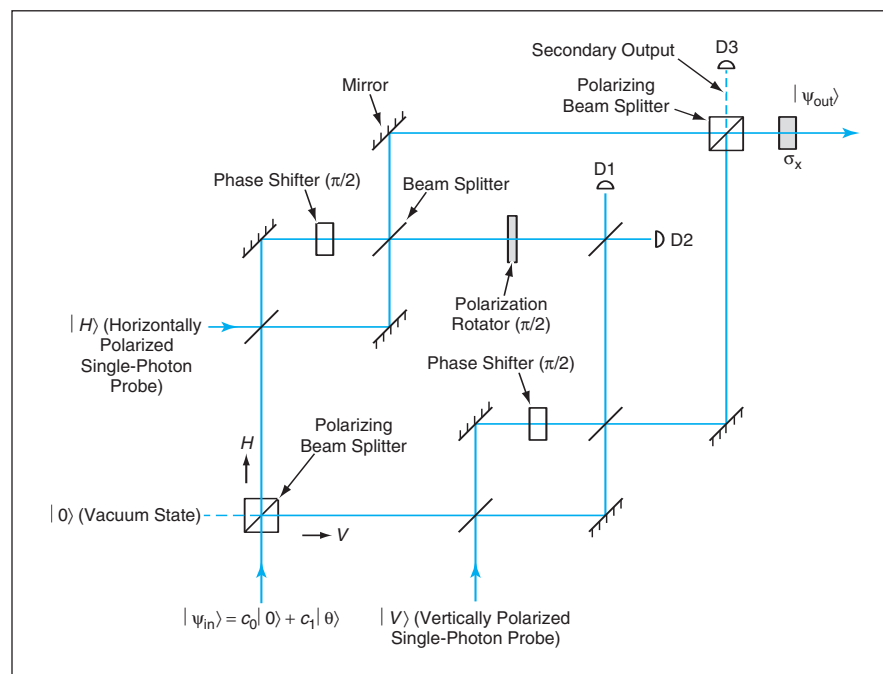 Secondary Output
D3
Polarizing
Beam Splitter
|ψout⟩
Mirror
σx
D1
Phase Shifter (π/2)
Beam Splitter
D2
Polarization
Rotator (π/2)
|H⟩ (Horizontally
Polarized
Single-Photon
Probe)
Phase Shifter (π/2)
Polarizing
Beam Splitter
H
|0⟩ (Vacuum State)
V
|ψin⟩ = c0|0⟩ + c1|θ⟩
|V⟩ (Vertically Polarized
Single-Photon Probe)